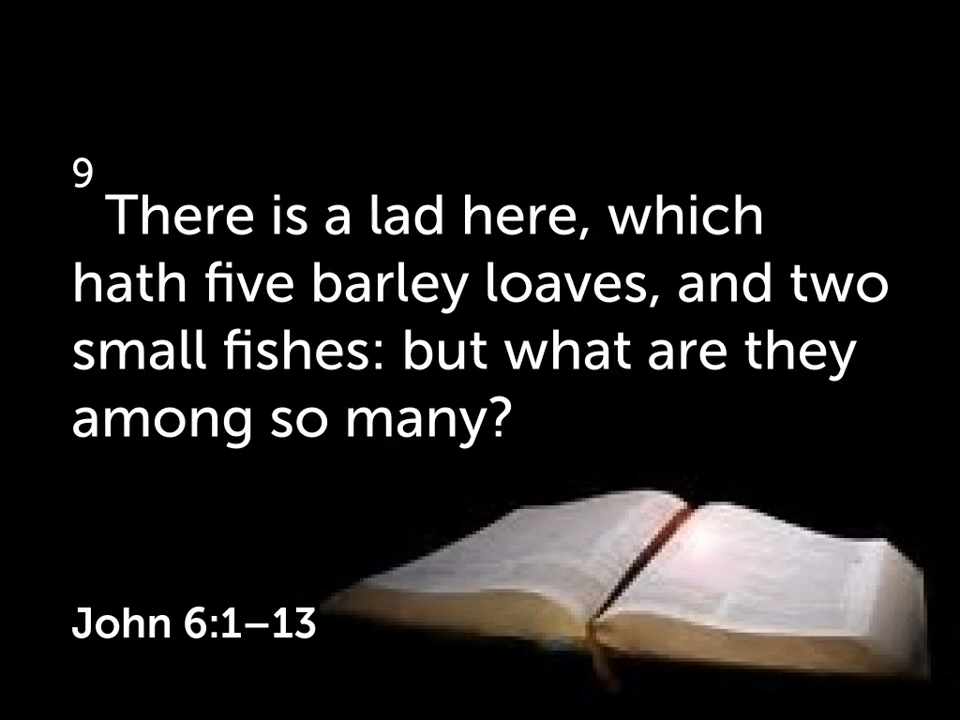 9
There is a lad here, which
hath five barley loaves, and two
small fishes: but what are they
among so many?
John 6:1–13